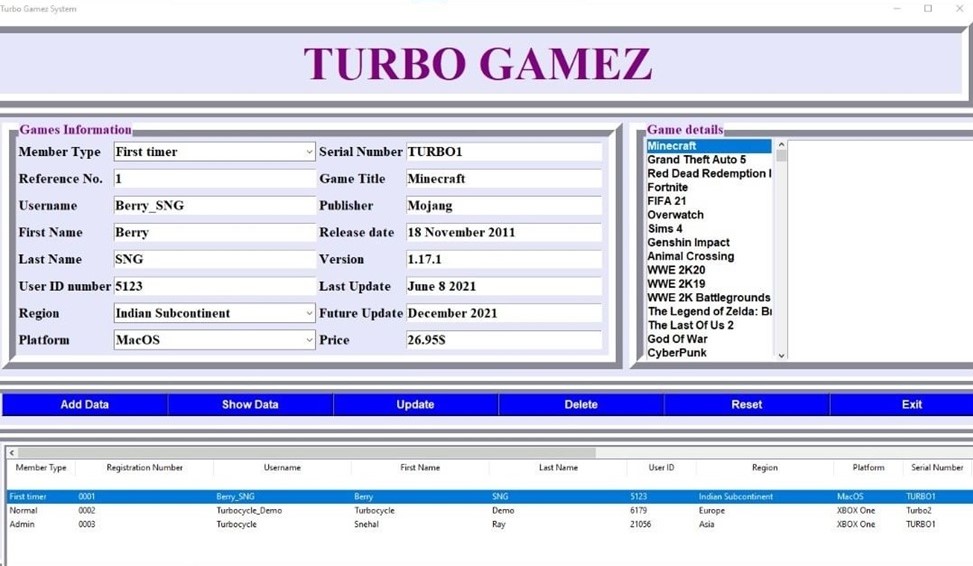 Turbo Gamez System
TURBO GAMEZ
Games Information
Member Type First timer Serial Number TURBO1
Reference No. 1 Game Title Minecraft
Username Berry_SNG Publisher Mojang
First Name Berry Release date 18 November 2011
Last Name SNG Version 1.17.1
User ID number 5123 Last Update June 8 2021
Region Indian Subcontinent Future Update December 2021
Platform MacOS Price 26.95$
Game details
Minecraft
Grand Theft Auto 5
Red Dead Redemption I
Fortnite
FIFA 21
Overwatch
Sims 4
Genshin Impact
Animal Crossing
WWE 2K20
WWE 2K19
WWE 2K Battlegrounds
The Legend of Zelda: Br
The Last Of Us 2
God Of War
CyberPunk
Add Data Show Data Update Delete Reset Exit
Member Type Registration Number Username First Name Last Name User ID Region Platform Serial Number
First timer 0001 Berry_SNG Berry SNG 5123 Indian Subcontinent MacOS TURBO1
Normal 0002 Turbocycle_Demo Turbocycle Demo 6179 Europe XBOX One Turbo2
Admin 0003 Turbocycle Snehal Ray 21056 Asia XBOX One TURBO1